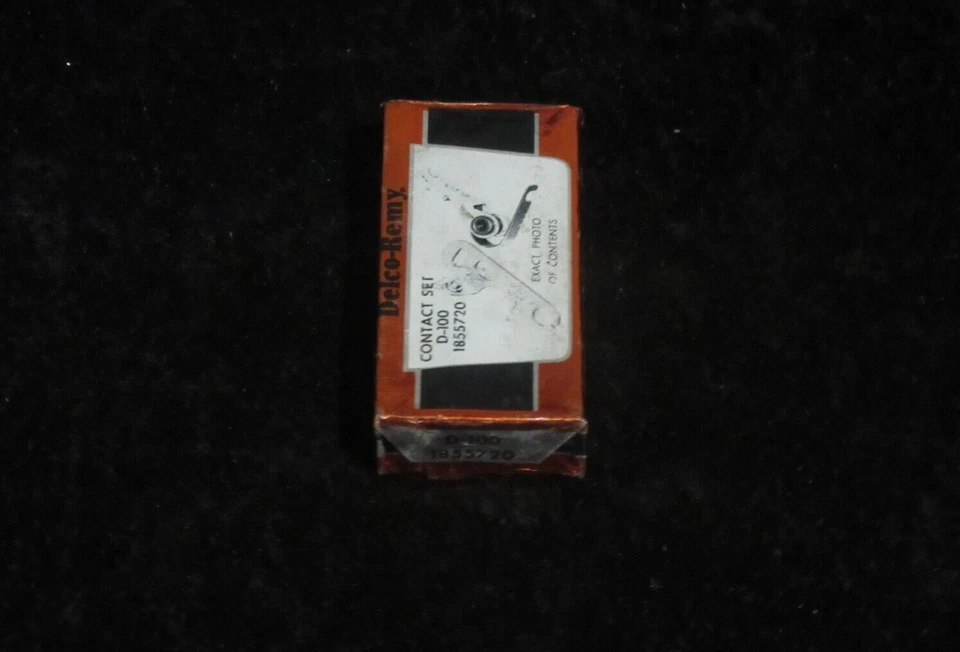 Delco-Remy
CONTACT SET
D-100
1855720
EXACT PHOTO
OF CONTENTS
D-100
1855720